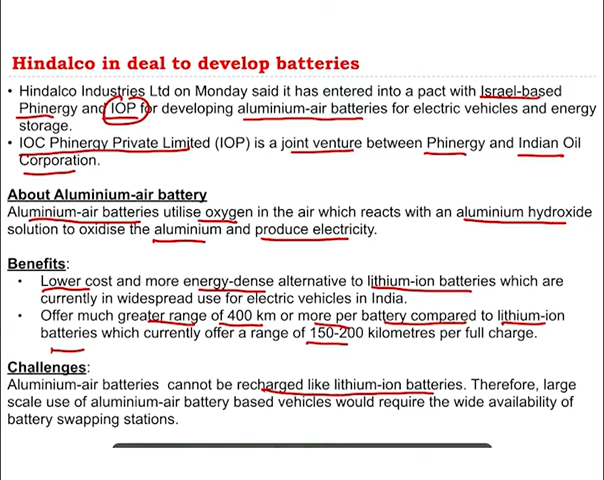 Hindalco in deal to develop batteries
• Hindalco Industries Ltd on Monday said it has entered into a pact with Israel-based
Phinergy and IOP for developing aluminium-air batteries for electric vehicles and energy
storage.
• IOC Phinergy Private Limited (IOP) is a joint venture between Phinergy and Indian Oil
Corporation.
About Aluminium-air battery
Aluminium-air batteries utilise oxygen in the air which reacts with an aluminium hydroxide
solution to oxidise the aluminium and produce electricity.
Benefits:
• Lower cost and more energy-dense alternative to lithium-ion batteries which are
currently in widespread use for electric vehicles in India.
• Offer much greater range of 400 km or more per battery compared to lithium-ion
batteries which currently offer a range of 150-200 kilometres per full charge.
Challenges:
Aluminium-air batteries cannot be recharged like lithium-ion batteries. Therefore, large
scale use of aluminium-air battery based vehicles would require the wide availability of
battery swapping stations.